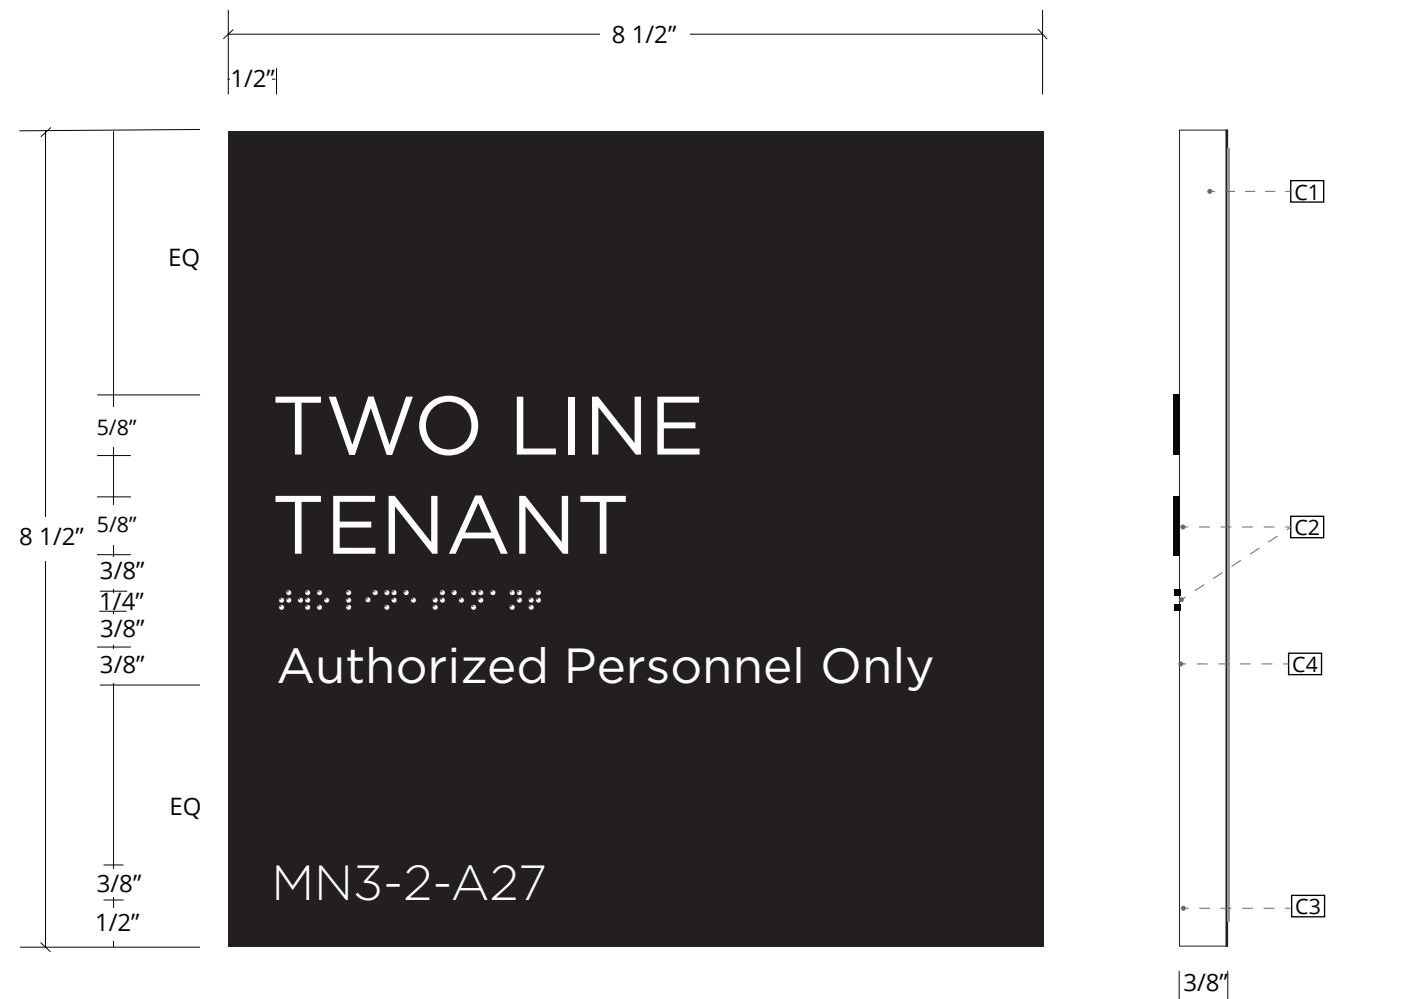 8 1/2”
1/2”
EQ
5/8”
5/8”
8 1/2”
3/8”
1/4”
3/8”
3/8”
EQ
3/8”
1/2”
TWO LINE
TENANT
⠞⠺⠕ ⠇⠊⠝⠑ ⠞⠑⠝⠁⠝⠞
Authorized Personnel Only
MN3-2-A27
C1
C2
C4
C3
3/8”